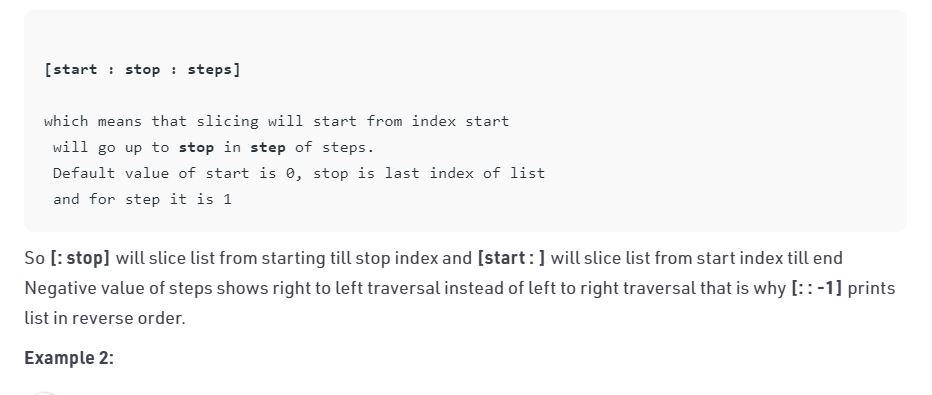 [start : stop : steps]
which means that slicing will start from index start
will go up to stop in step of steps.
Default value of start is 0, stop is last index of list
and for step it is 1
So [: stop] will slice list from starting till stop index and [start : ] will slice list from start index till end
Negative value of steps shows right to left traversal instead of left to right traversal that is why [: : -1] prints
list in reverse order.
Example 2: